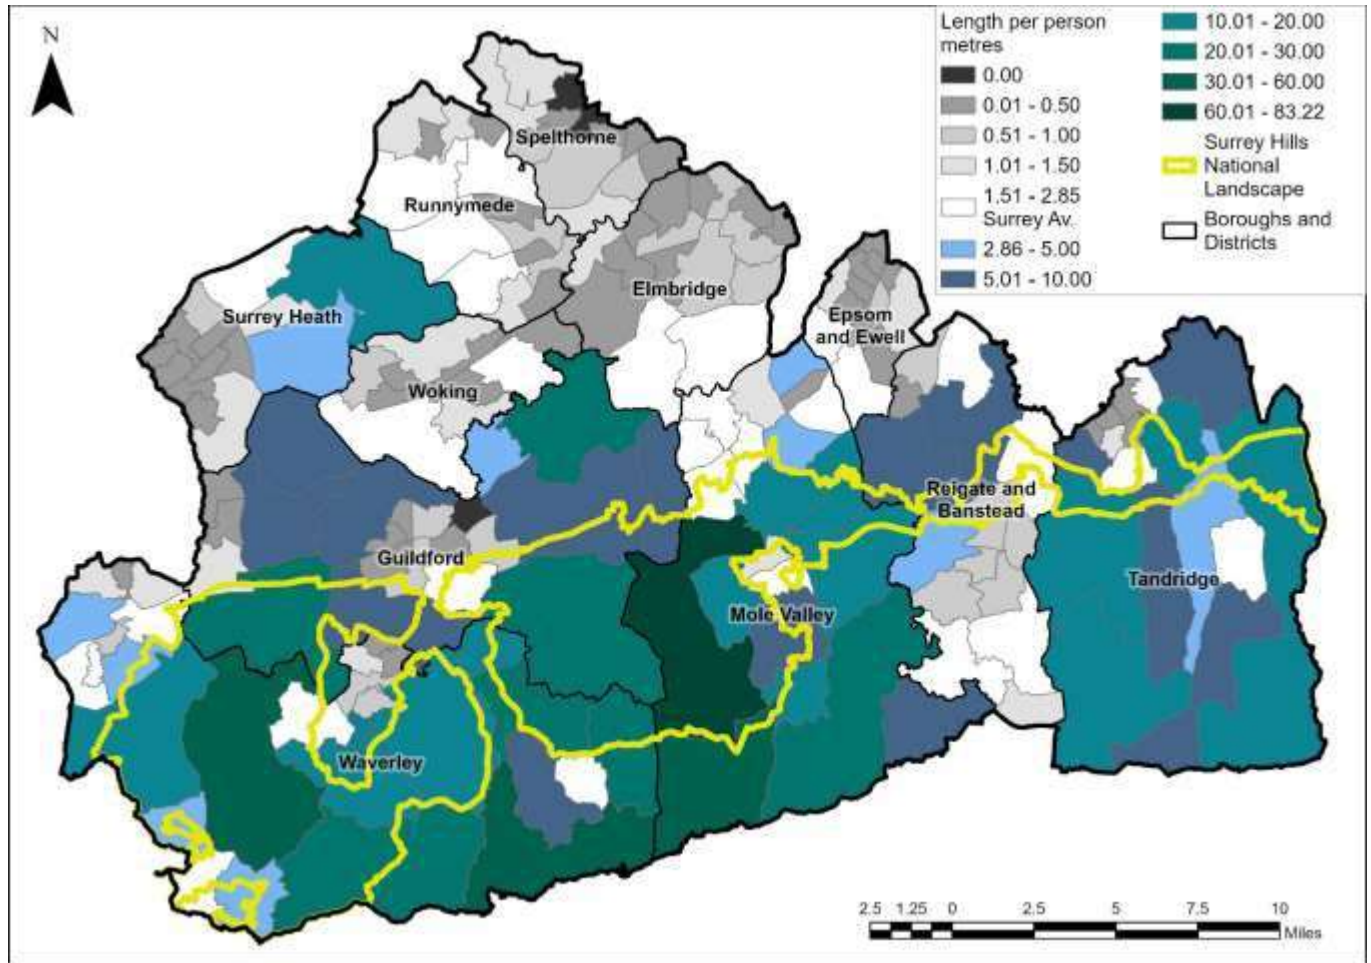 N
Length per person
metres
0.00
0.01 - 0.50
0.51 - 1.00
1.01 - 1.50
1.51 - 2.85
Surrey Av.
2.86 - 5.00
5.01 - 10.00
10.01 - 20.00
20.01 - 30.00
30.01 - 60.00
60.01 - 83.22
Surrey Hills
National
Landscape
Boroughs and
Districts
Spelthorne
Runnymede
Elmbridge
Surrey Heath
Epsom
and Ewell
Woking
Reigate and
Banstead
Guildford
Tandridge
Mole Valley
Waverley
2.5 1.25 0 2.5 5 7.5 10
Miles